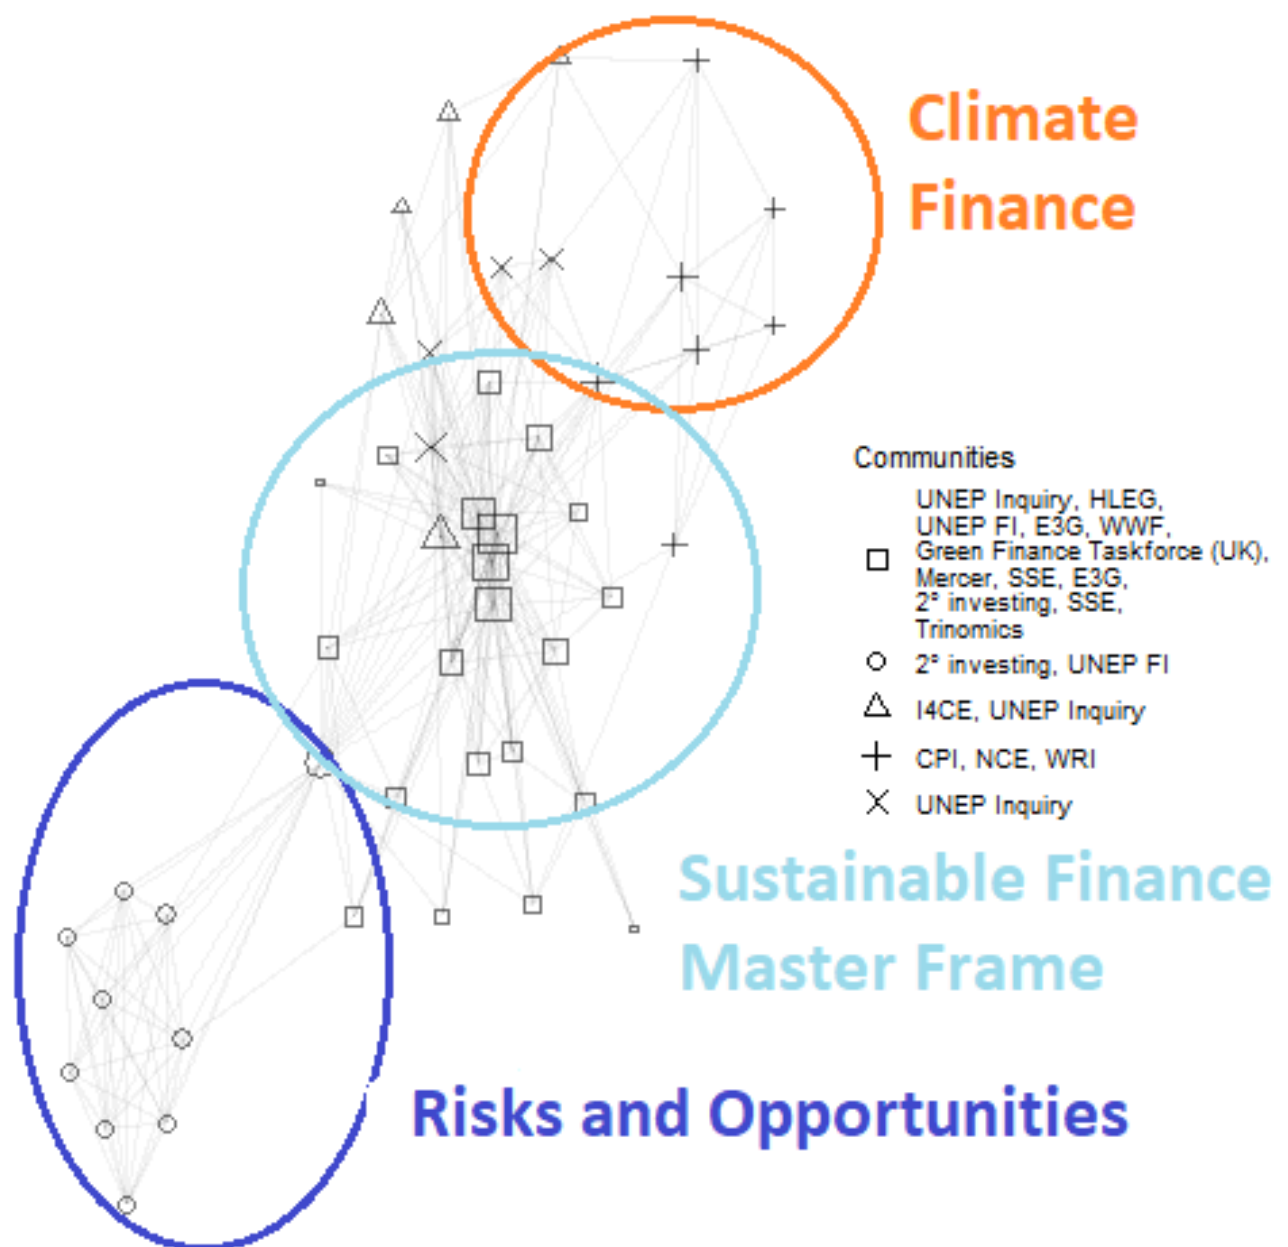 Climate
Finance
Communities
UNEP Inquiry, HLEG,
UNEP FI, E3G, WWF,
Green Finance Taskforce (UK),
Mercer, SSE, E3G,
2° investing, SSE,
Trinomics
2° investing, UNEP FI
I4CE, UNEP Inquiry
CPI, NCE, WRI
UNEP Inquiry
Sustainable Finance
Master Frame
Risks and Opportunities